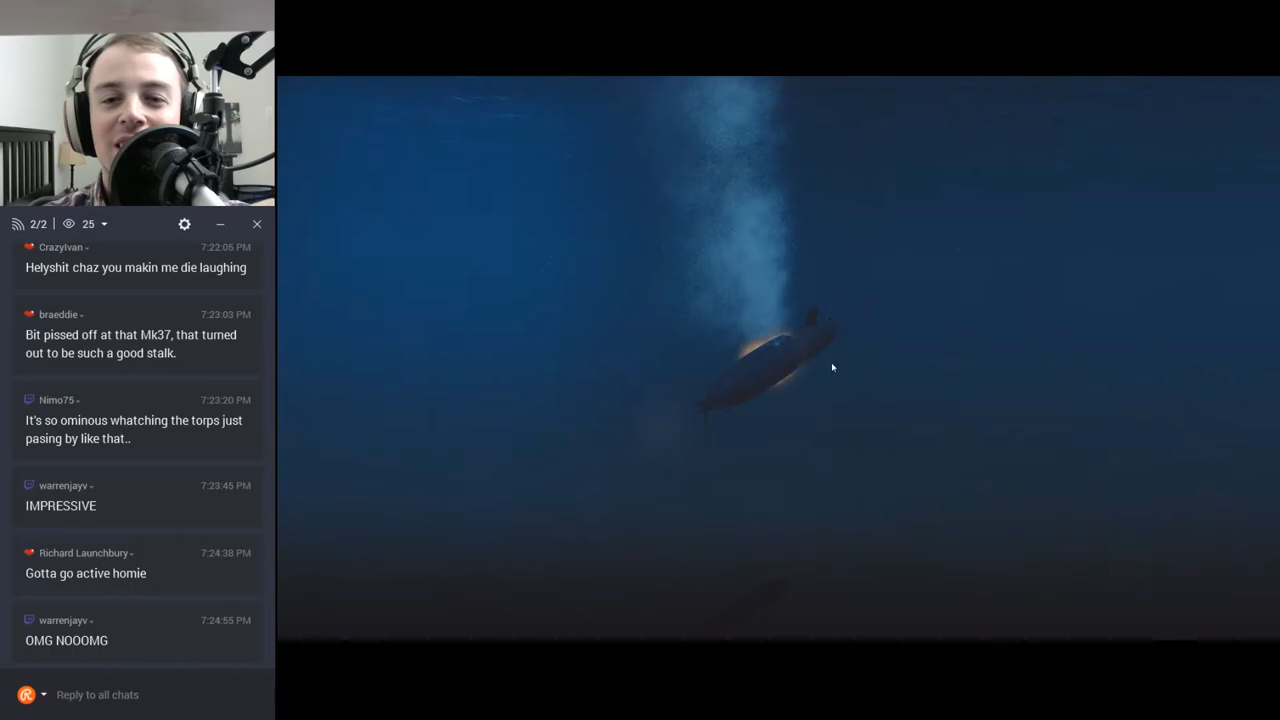 2/2 | 25
CrazyIvan 7:22:05 PM
Helyshit chaz you makin me die laughing
braeddie 7:23:03 PM
Bit pissed off at that Mk37, that turned
out to be such a good stalk.
Nimo75 7:23:20 PM
It's so ominous whatching the torps just
pasing by like that..
warrenjayv 7:23:45 PM
IMPRESSIVE
Richard Launchbury 7:24:38 PM
Gotta go active homie
warrenjayv 7:24:55 PM
OMG NOOOMG
Reply to all chats